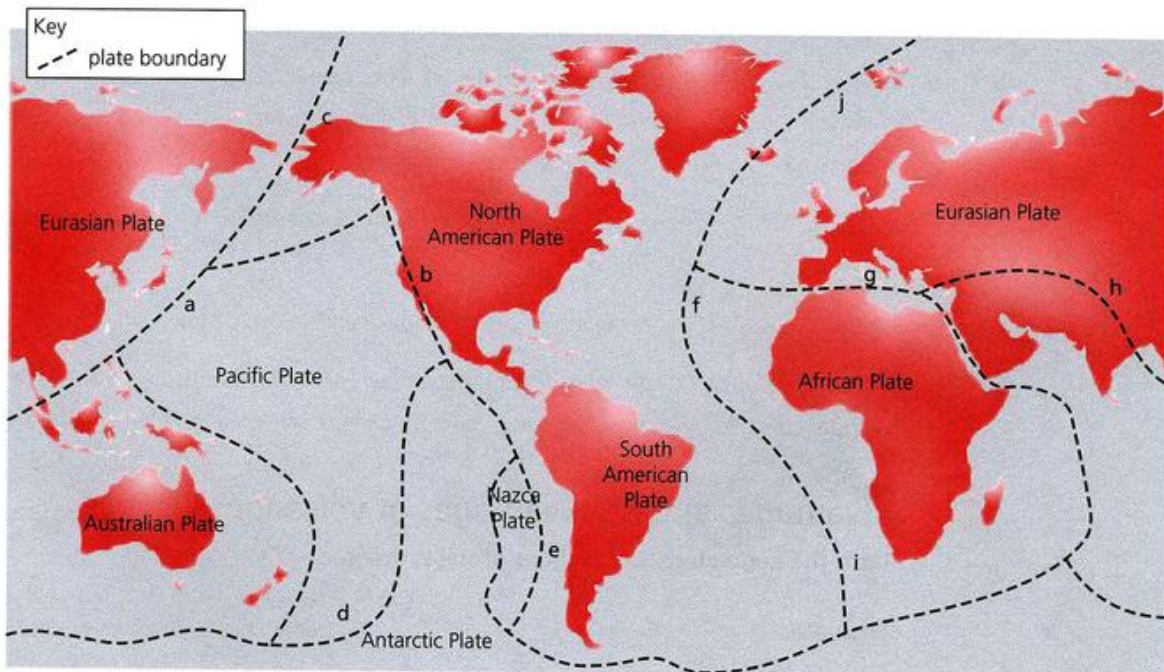 Key
plate boundary
c
j
Eurasian Plate
North
American Plate
Eurasian Plate
a
b
f
g
h
Pacific Plate
African Plate
South
American
Plate
Nazca
Plate
Australian Plate
e
i
d
Antarctic Plate